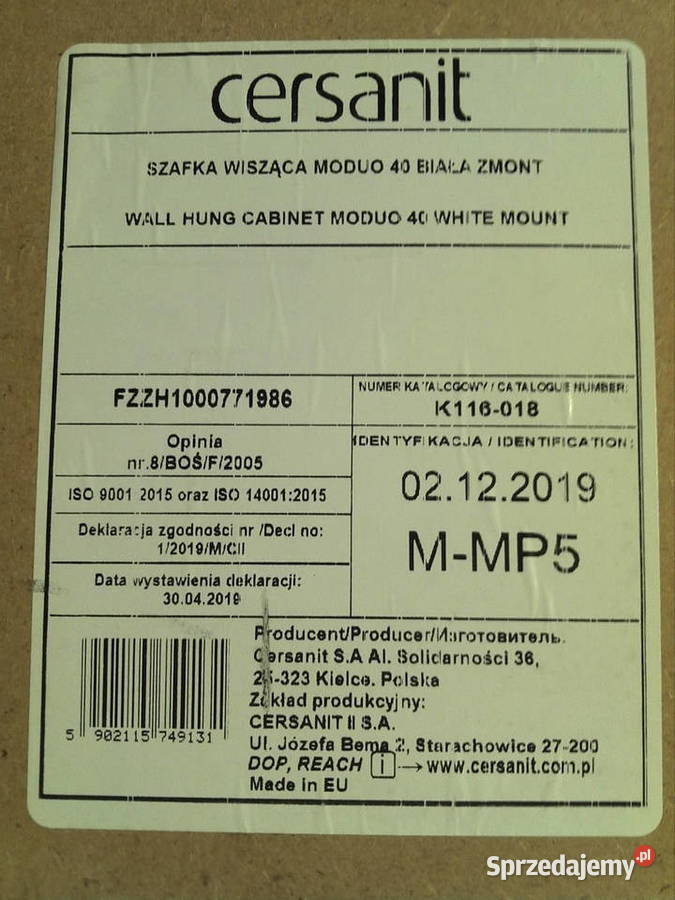 cersanit
SZAFKA WISZĄCA MODUO 40 BIAŁA ZMONT
WALL HUNG CABINET MODUO 40 WHITE MOUNT
FZZH1000771986
Opinia
nr.8/BOŚ/F/2005
ISO 9001 2015 oraz ISO 14001:2015
Deklaracja zgodności nr /Decl no:
1/2019/M/CII
Data wystawienia deklaracji:
30.04.2019
NUMER KATALOGOWY / CATALOGUE NUMBER:
K116-018
IDENTYFIKACJA / IDENTIFICATION:
02.12.2019
M-MP5
5 902115 749131
Producent/Producer/Изготовитель:
Cersanit S.A Al. Solidarności 36,
25-323 Kielce. Polska
Zakład produkcyjny:
CERSANIT II S.A.
Ul. Józefa Bema 2, Starachowice 27-200
DOP, REACH i → www.cersanit.com.pl
Made in EU
Sprzedajemy.pl